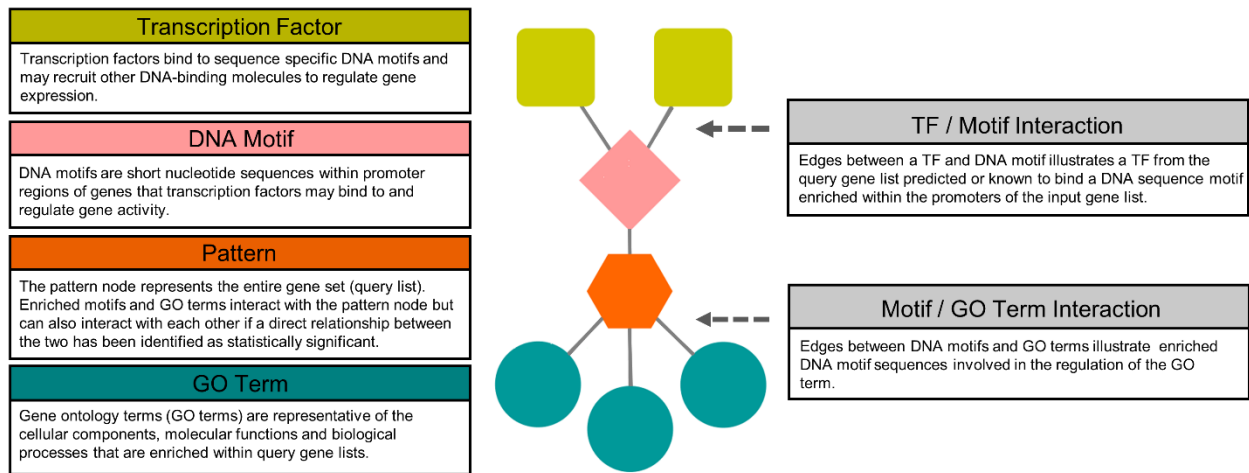 Transcription Factor
Transcription factors bind to sequence specific DNA motifs and
may recruit other DNA-binding molecules to regulate gene
expression.
DNA Motif
DNA motifs are short nucleotide sequences within promoter
regions of genes that transcription factors may bind to and
regulate gene activity.
Pattern
The pattern node represents the entire gene set (query list).
Enriched motifs and GO terms interact with the pattern node but
can also interact with each other if a direct relationship between
the two has been identified as statistically significant.
GO Term
Gene ontology terms (GO terms) are representative of the
cellular components, molecular functions and biological
processes that are enriched within query gene lists.
TF / Motif Interaction
Edges between a TF and DNA motif illustrates a TF from the
query gene list predicted or known to bind a DNA sequence motif
enriched within the promoters of the input gene list.
Motif / GO Term Interaction
Edges between DNA motifs and GO terms illustrate enriched
DNA motif sequences involved in the regulation of the GO
term.